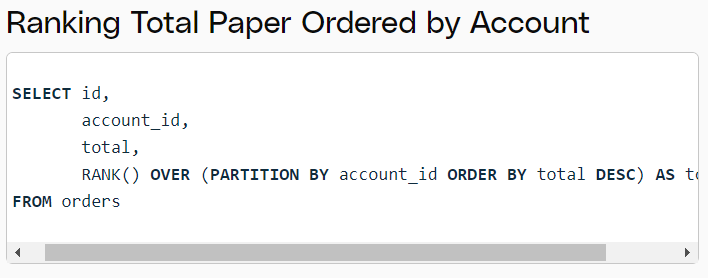 Ranking Total Paper Ordered by Account
SELECT id,
account_id,
total,
RANK() OVER (PARTITION BY account_id ORDER BY total DESC) AS
FROM orders